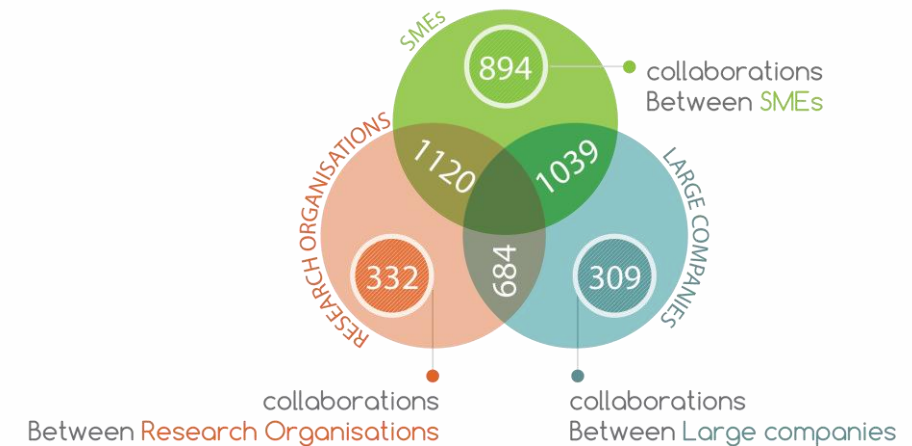 SMEs
894
collaborations
Between SMEs
RESEARCH ORGANISATIONS
1120
1039
LARGE COMPANIES
332
684
309
collaborations
Between Research Organisations
collaborations
Between Large companies